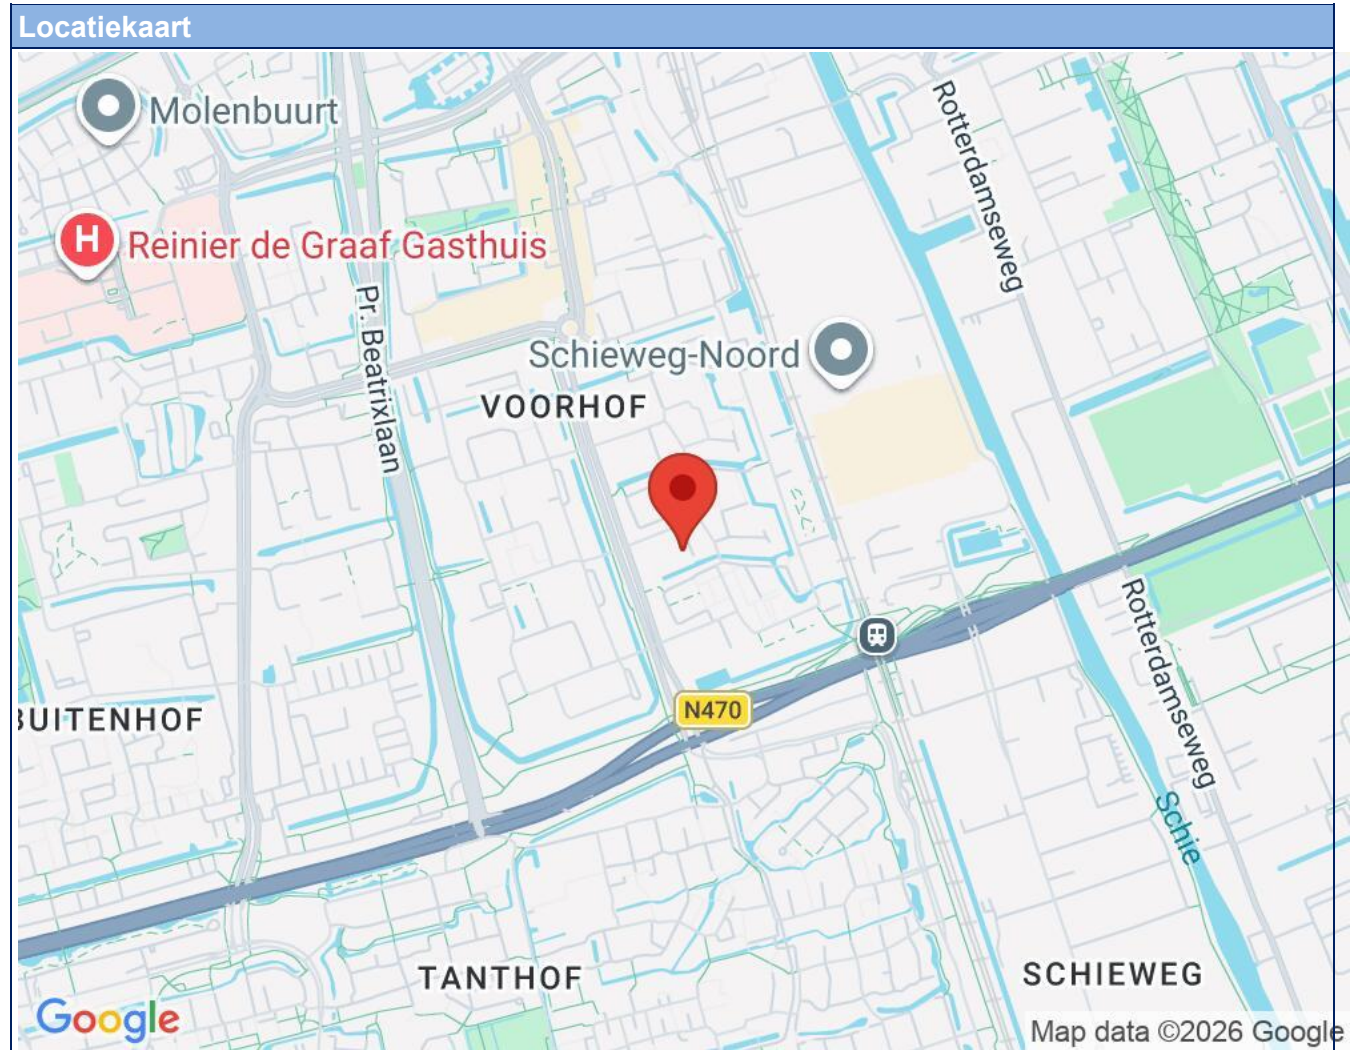 Locatiekaart
Molenbuurt
Rotterdamseweg
H
Reinier de Graaf Gasthuis
Pr. Beatrixlaan
Schieweg-Noord
VOORHOF
Rotterdamseweg
N470
BUITENHOF
Schie
TANTHOF
SCHIEWEG
Google
Map data ©2026 Google